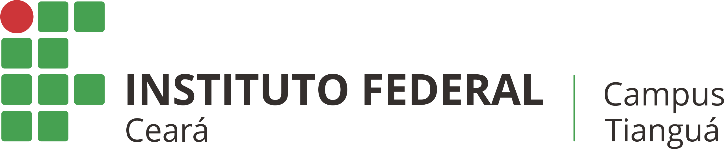 INSTITUTO FEDERAL
Ceará
Campus
Tianguá